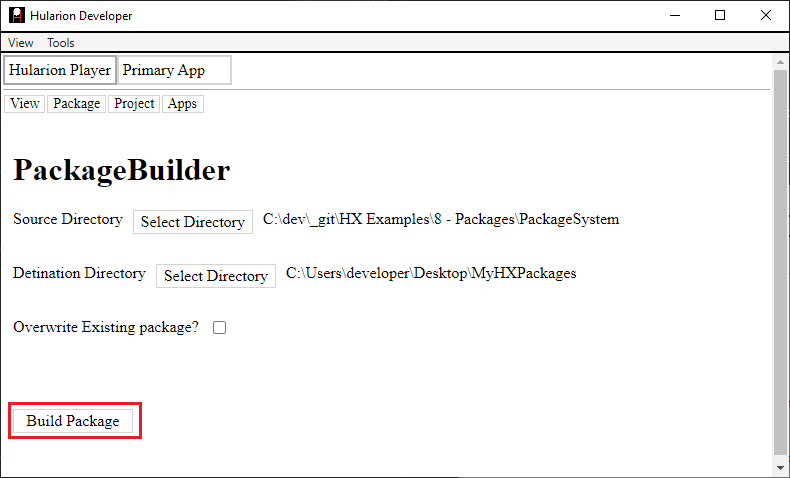 Hularion Developer
View Tools
Hularion Player Primary App
View Package Project Apps
PackageBuilder
Source Directory Select Directory C:\dev\_git\HX Examples\8 - Packages\PackageSystem
Detination Directory Select Directory C:\Users\developer\Desktop\MyHXPackages
Overwrite Existing package?
Build Package